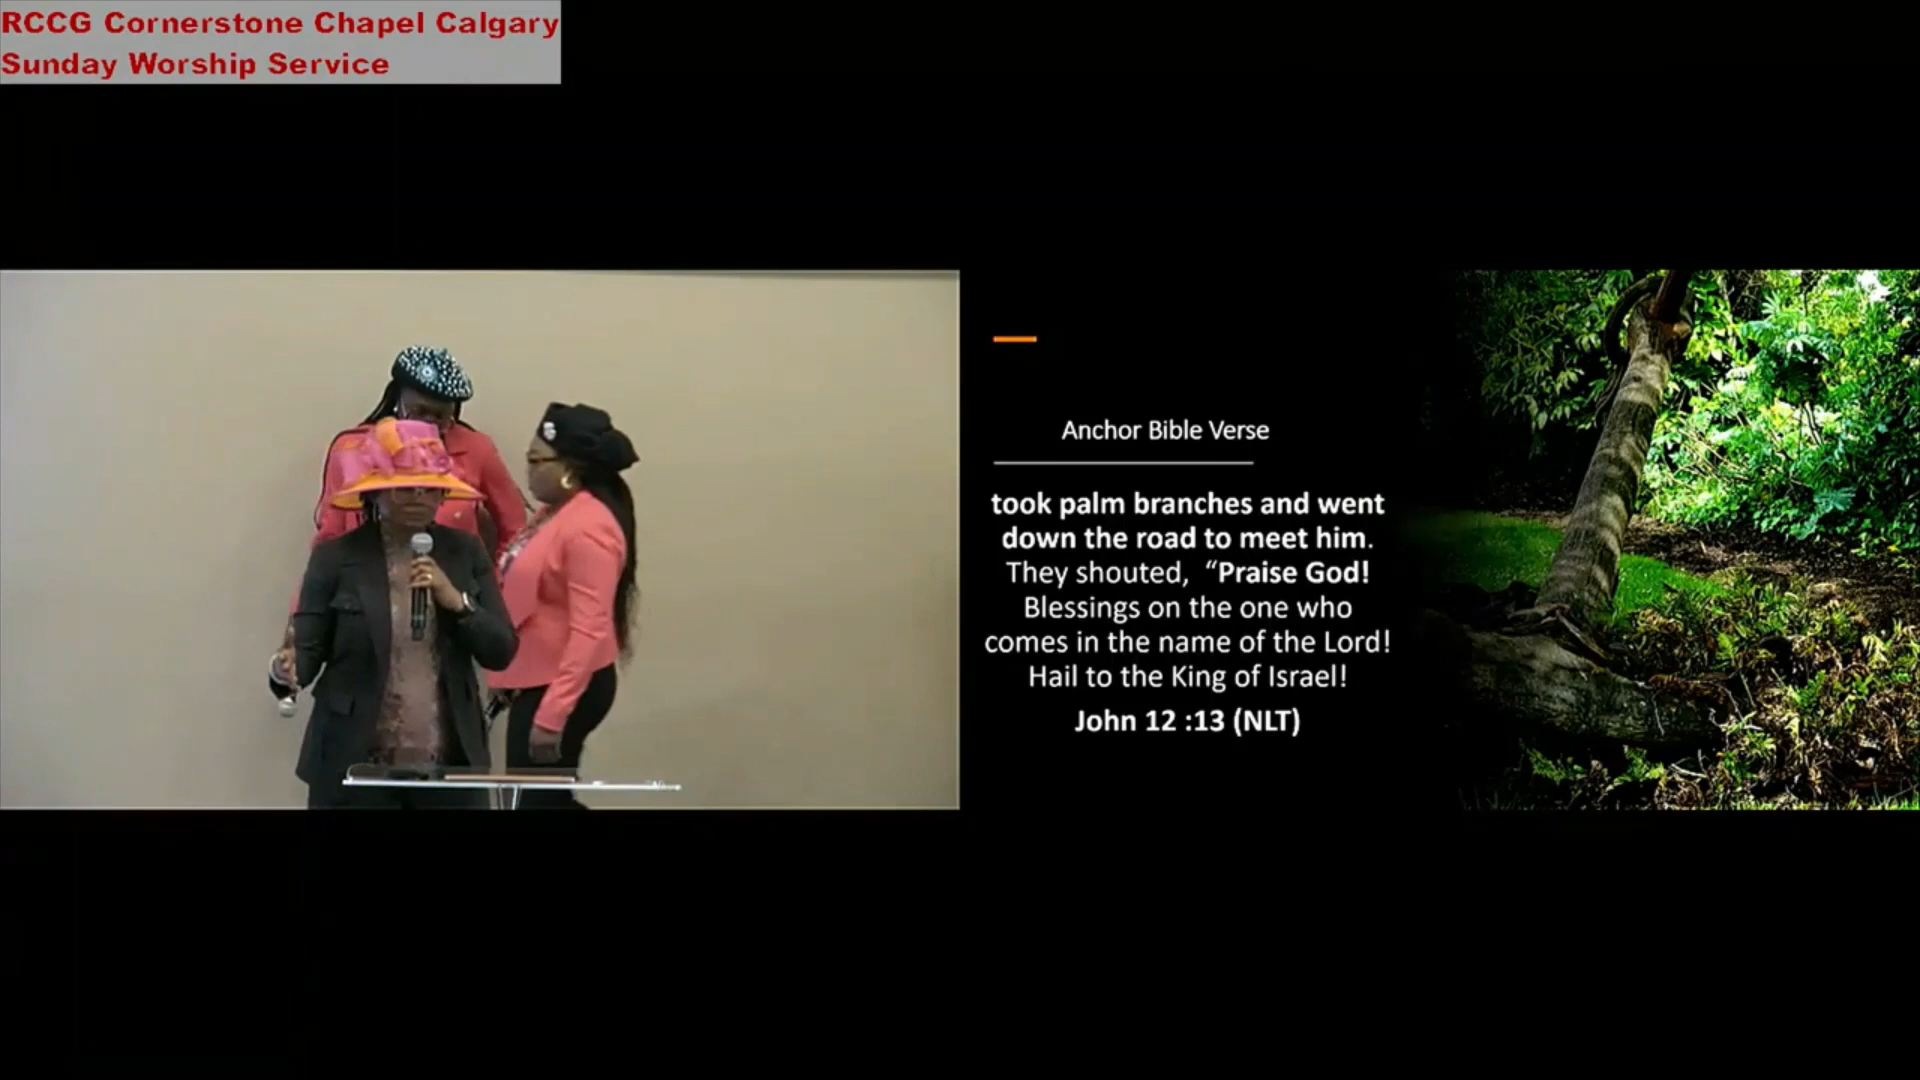 RCCG Cornerstone Chapel Calgary
Sunday Worship Service
Anchor Bible Verse
took palm branches and went
down the road to meet him.
They shouted, “Praise God!
Blessings on the one who
comes in the name of the Lord!
Hail to the King of Israel!
John 12 :13 (NLT)